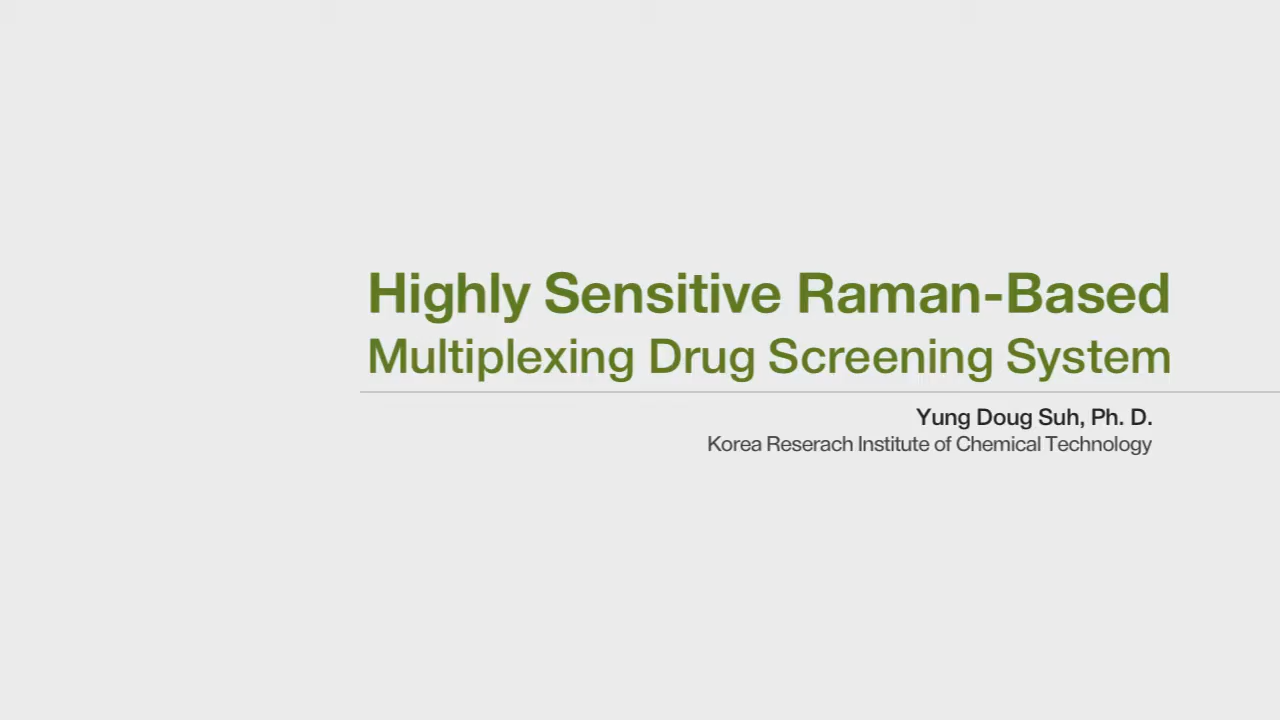 Highly Sensitive Raman-Based
Multiplexing Drug Screening System
Yung Doug Suh, Ph. D.
Korea Reserach Institute of Chemical Technology